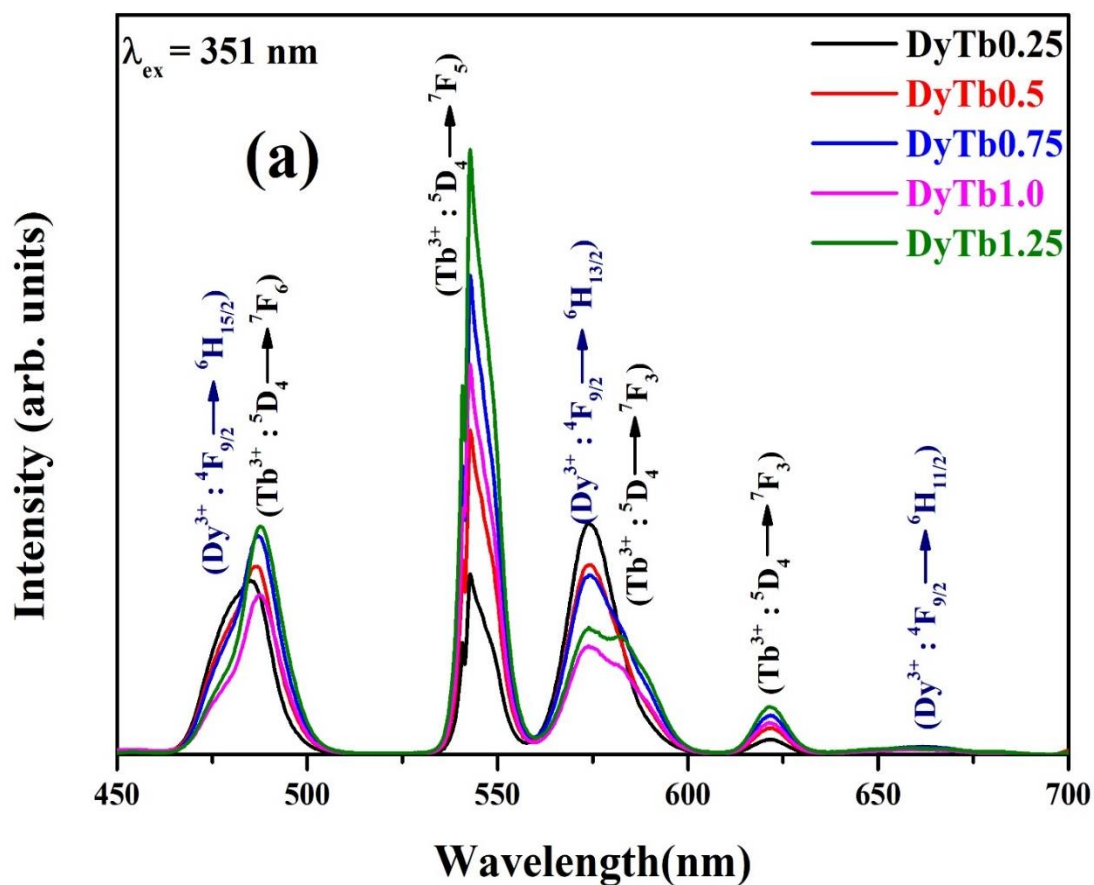 λex = 351 nm
(a)
DyTb0.25
DyTb0.5
DyTb0.75
DyTb1.0
DyTb1.25
(Dy³⁺ : ⁴F9/2 → ⁶H15/2)
(Tb³⁺ : ⁵D4 → ⁷F6)
(Tb³⁺ : ⁵D4 → ⁷F5)
(Dy³⁺ : ⁴F9/2 → ⁶H13/2)
(Tb³⁺ : ⁵D4 → ⁷F3)
(Tb³⁺ : ⁵D4 → ⁷F3)
(Dy³⁺ : ⁴F9/2 → ⁶H11/2)
Intensity (arb. units)
450 500 550 600 650 700
Wavelength(nm)